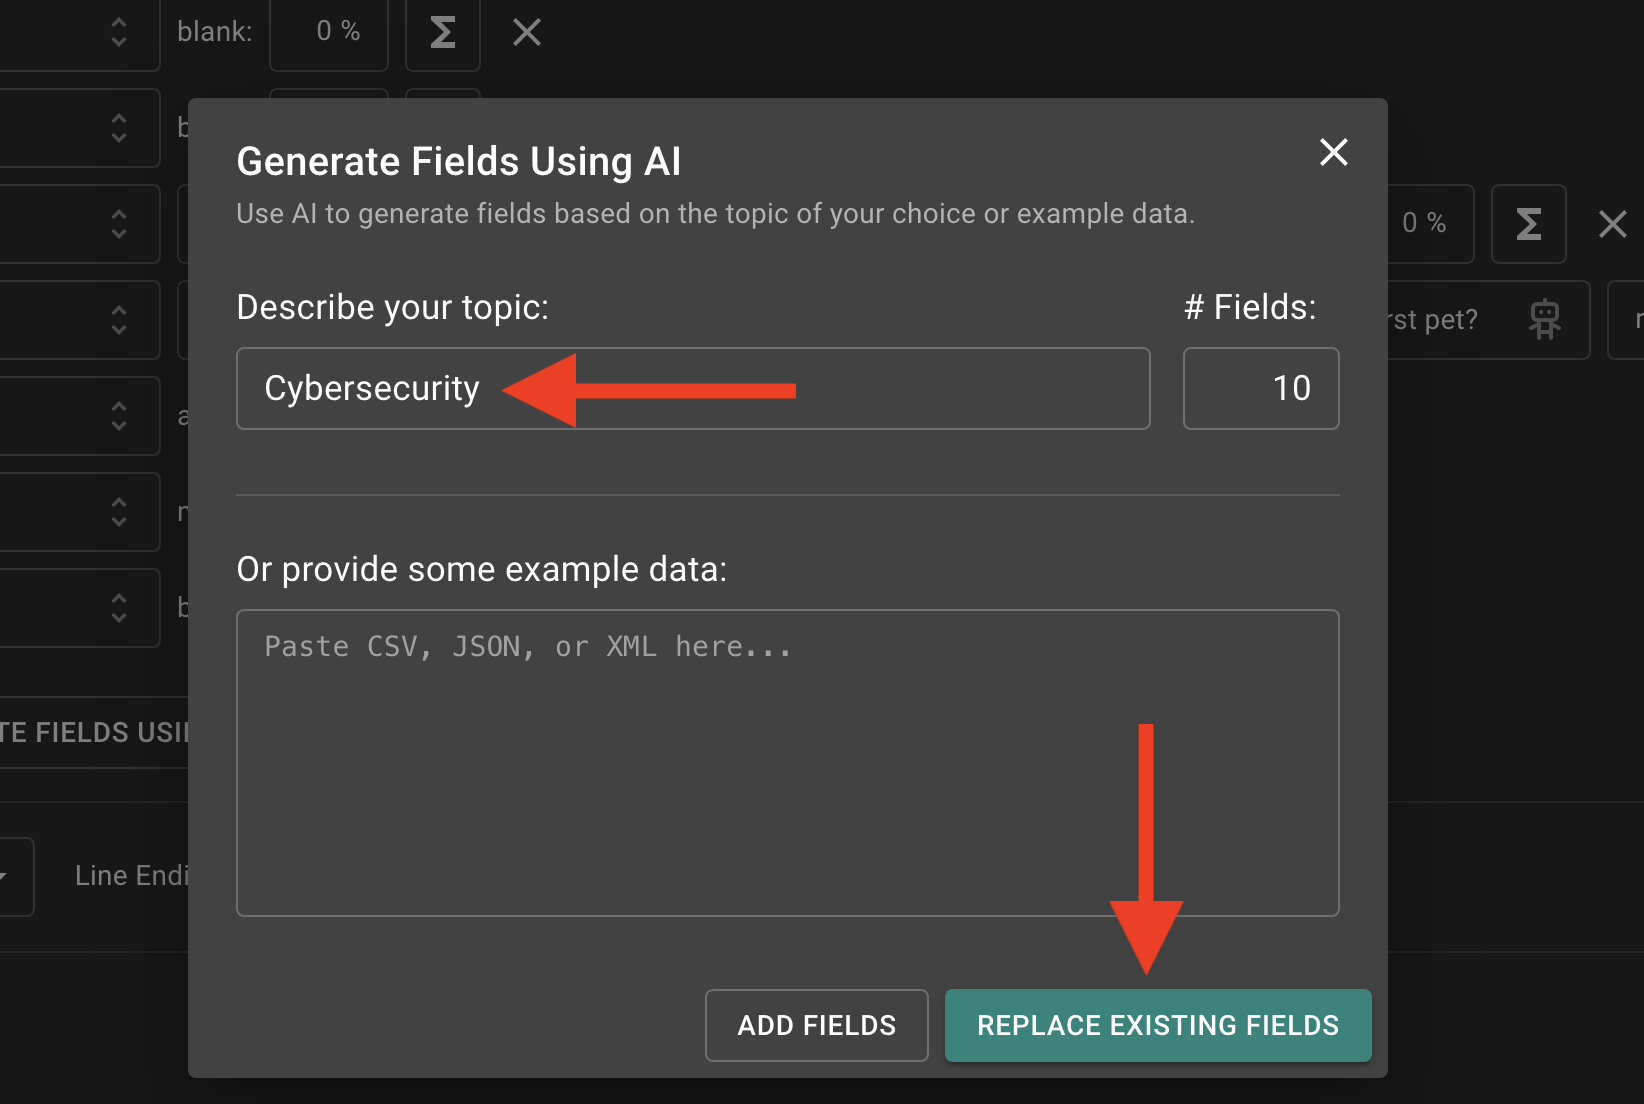 blank: 0 %
Generate Fields Using AI
Use AI to generate fields based on the topic of your choice or example data.
0 %
Describe your topic:
# Fields:
rst pet?
Cybersecurity
10
Or provide some example data:
Paste CSV, JSON, or XML here...
TE FIELDS USI
Line Endi
ADD FIELDS
REPLACE EXISTING FIELDS